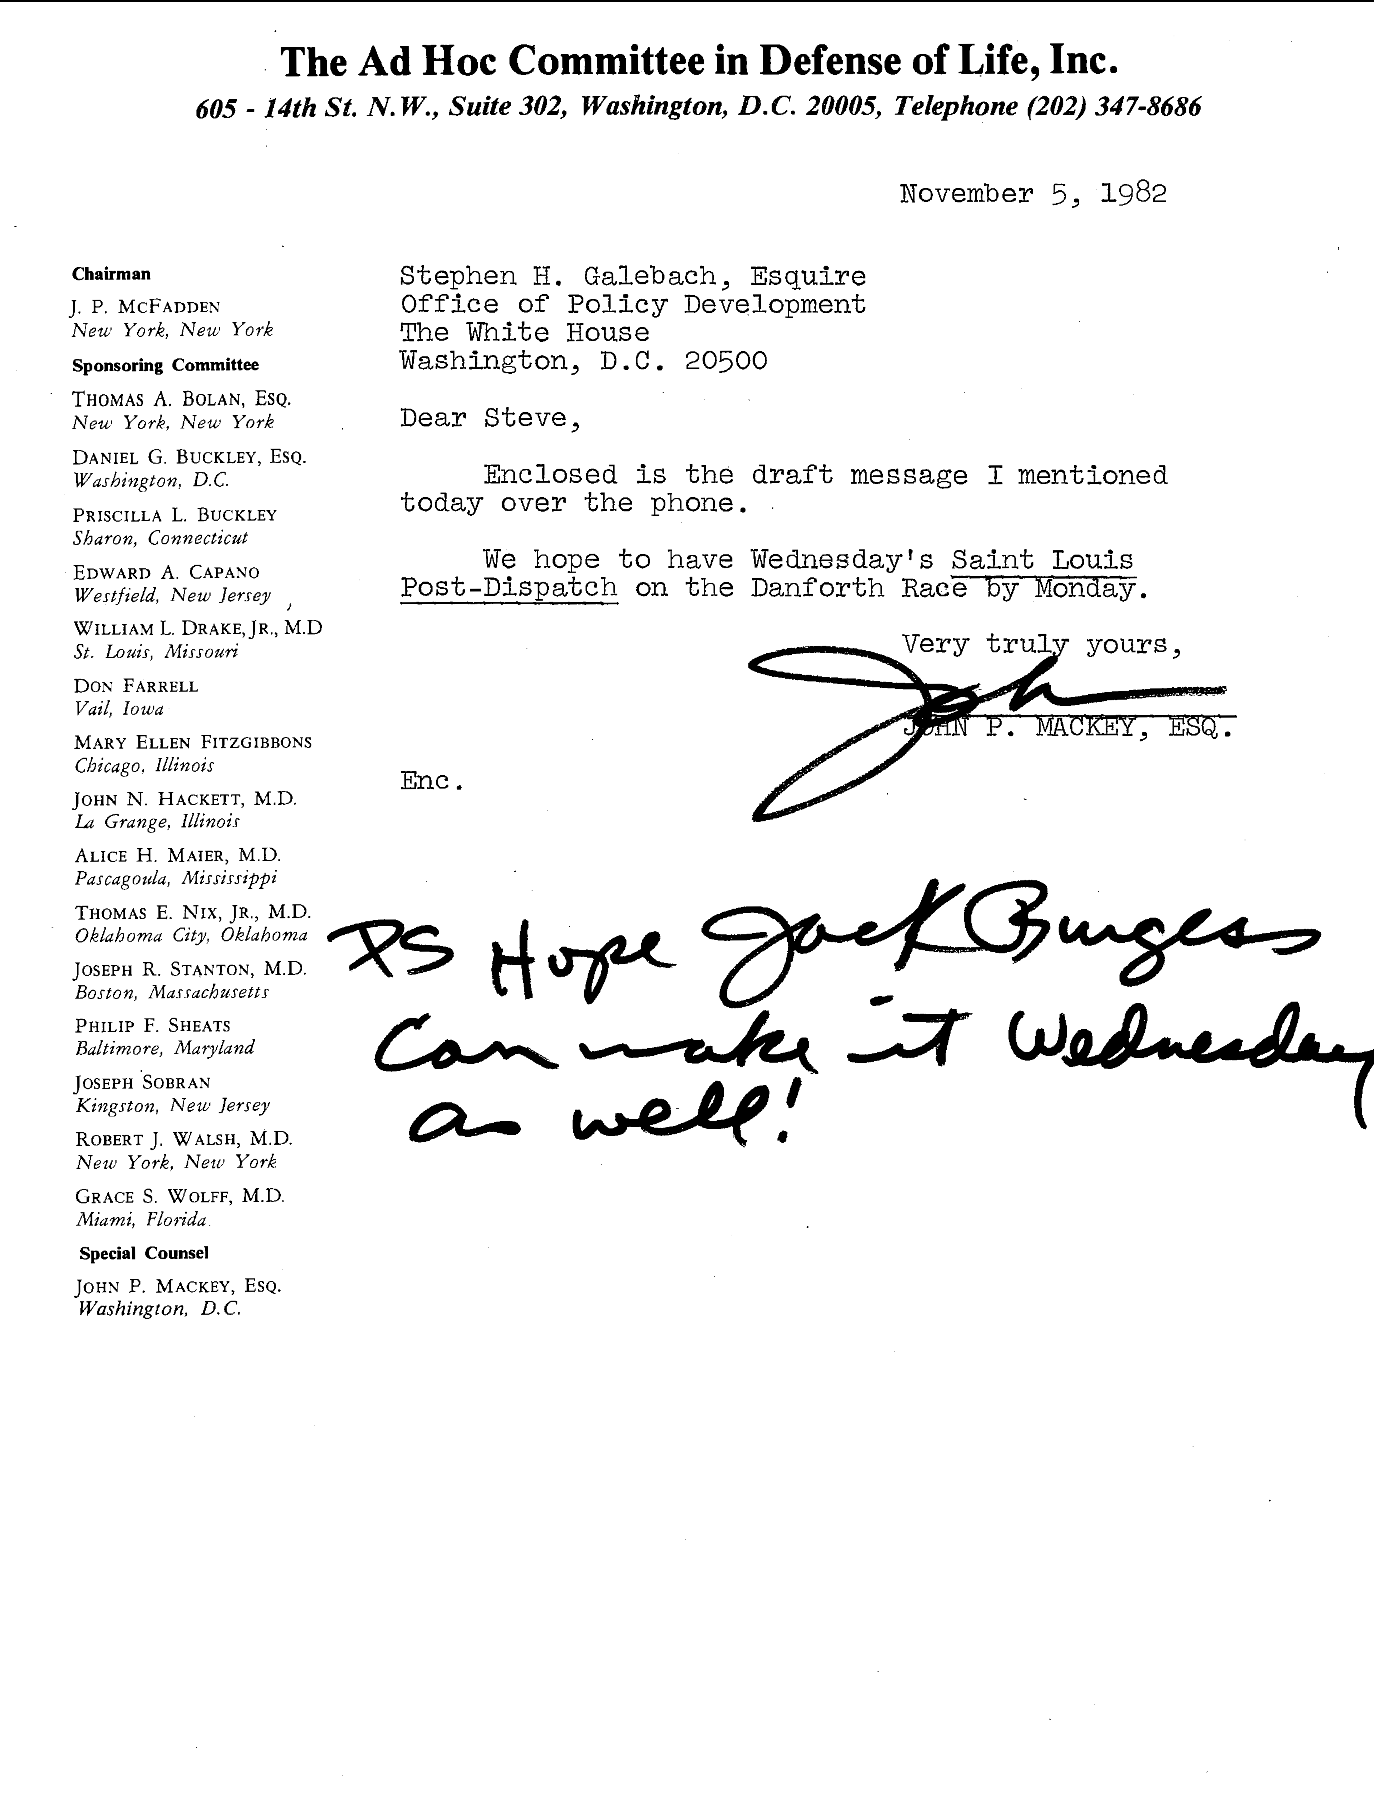 The Ad Hoc Committee in Defense of Life, Inc.
605 - 14th St. N.W., Suite 302, Washington, D.C. 20005, Telephone (202) 347-8686
November 5, 1982
Chairman
J. P. McFadden
New York, New York
Sponsoring Committee
Thomas A. Bolan, Esq.
New York, New York
Daniel G. Buckley, Esq.
Washington, D.C.
Priscilla L. Buckley
Sharon, Connecticut
Edward A. Capano
Westfield, New Jersey
William L. Drake, Jr., M.D
St. Louis, Missouri
Don Farrell
Vail, Iowa
Mary Ellen Fitzgibbons
Chicago, Illinois
John N. Hackett, M.D.
La Grange, Illinois
Alice H. Maier, M.D.
Pascagoula, Mississippi
Thomas E. Nix, Jr., M.D.
Oklahoma City, Oklahoma
Joseph R. Stanton, M.D.
Boston, Massachusetts
Philip F. Sheats
Baltimore, Maryland
Joseph Sobran
Kingston, New Jersey
Robert J. Walsh, M.D.
New York, New York
Grace S. Wolff, M.D.
Miami, Florida
Special Counsel
John P. Mackey, Esq.
Washington, D.C.
Stephen H. Galebach, Esquire
Office of Policy Development
The White House
Washington, D.C. 20500
Dear Steve,
Enclosed is the draft message I mentioned
today over the phone.
We hope to have Wednesday's Saint Louis
Post-Dispatch on the Danforth Race by Monday.
Very truly yours,
John
JOHN P. MACKEY, ESQ.
Enc.
PS Hope Jack Burgess
can make it Wednesday
as well!